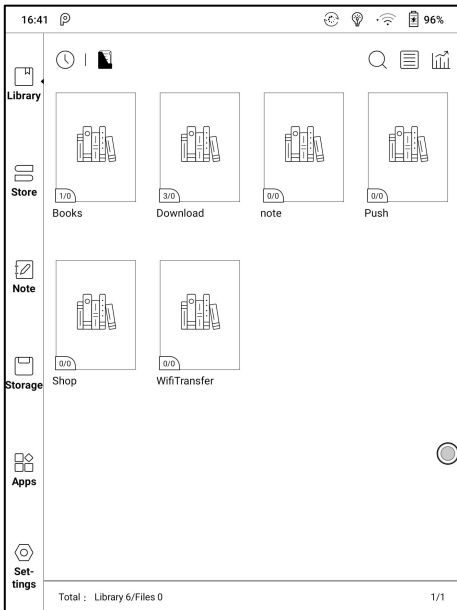 16:41
96%
Library
Store
Note
Storage
Apps
Set-
tings
1/0
Books
3/0
Download
0/0
note
0/0
Push
0/0
Shop
0/0
WifiTransfer
Total： Library 6/Files 0
1/1